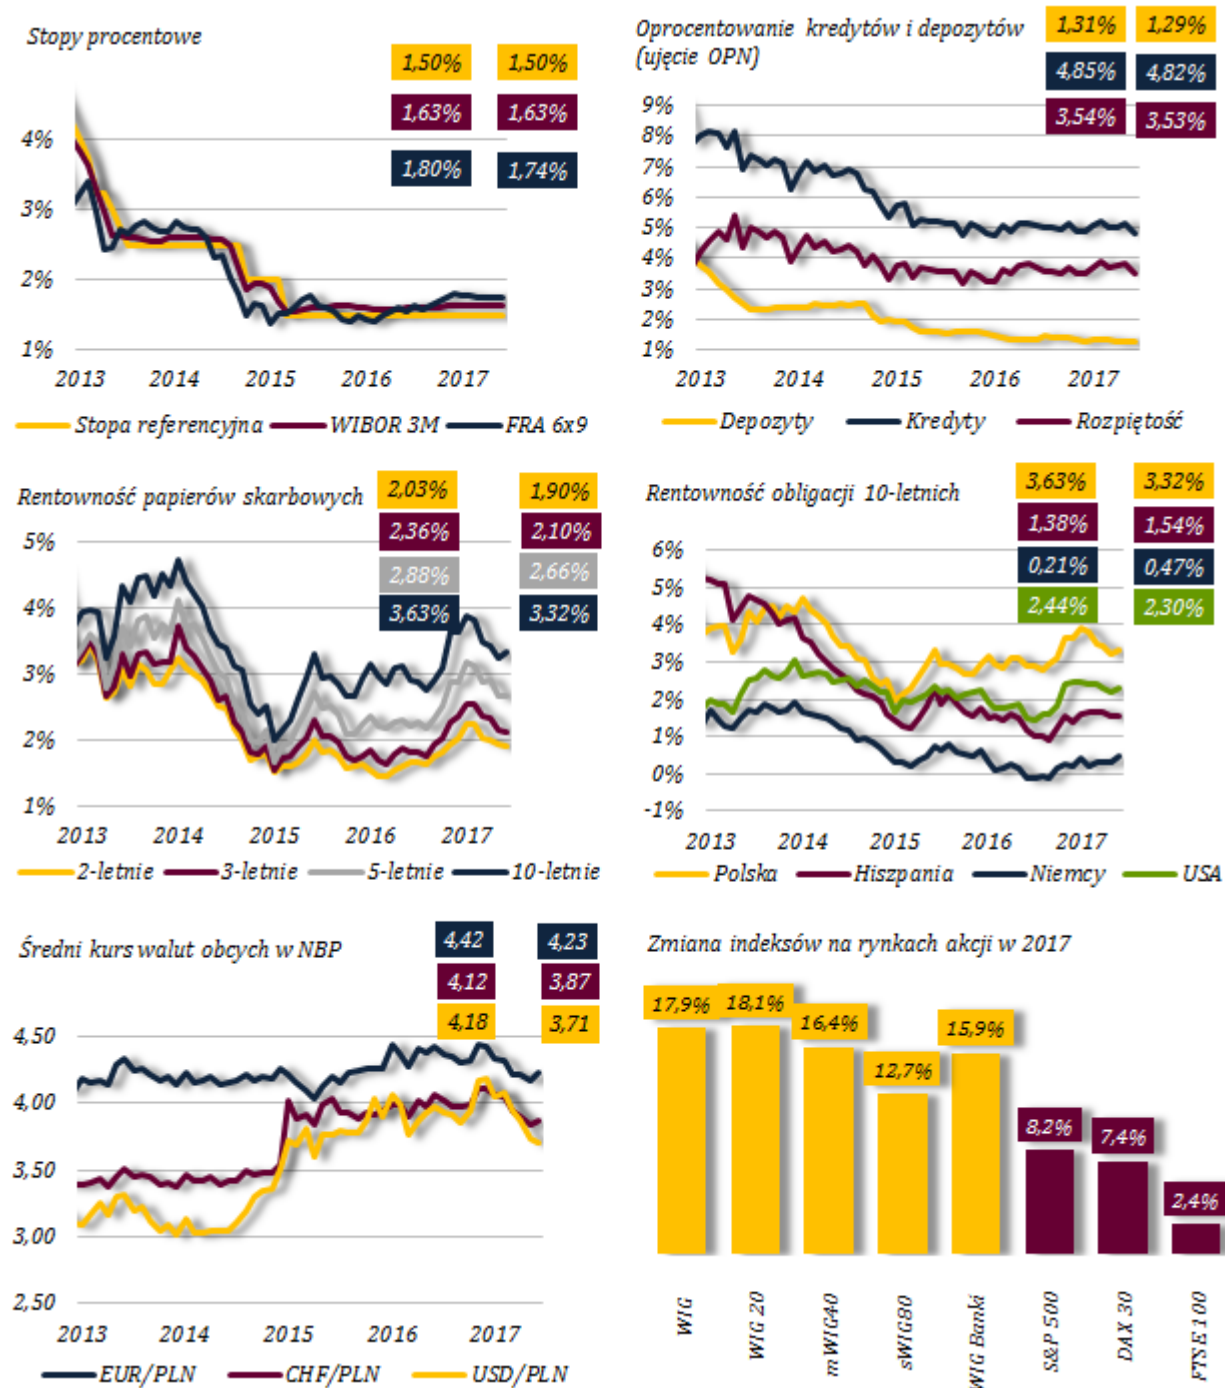 Stopy procentowe
1,50% 1,50%
1,63% 1,63%
1,80% 1,74%
4%
3%
2%
1%
2013 2014 2015 2016 2017
Stopa referencyjna WIBOR 3M FRA 6x9
Oprocentowanie kredytów i depozytów
(ujęcie OPN)
1,31% 1,29%
4,85% 4,82%
3,54% 3,53%
9%
8%
7%
6%
5%
4%
3%
2%
1%
2013 2014 2015 2016 2017
Depozyty Kredyty Rozpiętość
Rentowność papierów skarbowych
2,03% 1,90%
2,36% 2,10%
2,88% 2,66%
3,63% 3,32%
5%
4%
3%
2%
1%
2013 2014 2015 2016 2017
2-letnie 3-letnie 5-letnie 10-letnie
Rentowność obligacji 10-letnich
3,63% 3,32%
1,38% 1,54%
0,21% 0,47%
2,44% 2,30%
6%
5%
4%
3%
2%
1%
0%
-1%
2013 2014 2015 2016 2017
Polska Hiszpania Niemcy USA
Średni kurs walut obcych w NBP
4,42 4,23
4,12 3,87
4,18 3,71
4,50
4,00
3,50
3,00
2,50
2013 2014 2015 2016 2017
EUR/PLN CHF/PLN USD/PLN
Zmiana indeksów na rynkach akcji w 2017
17,9% 18,1% 16,4% 12,7% 15,9% 8,2% 7,4% 2,4%
WIG
WIG 20
mWIG40
sWIG80
WIG Banki
S&P 500
DAX 30
FTSE 100